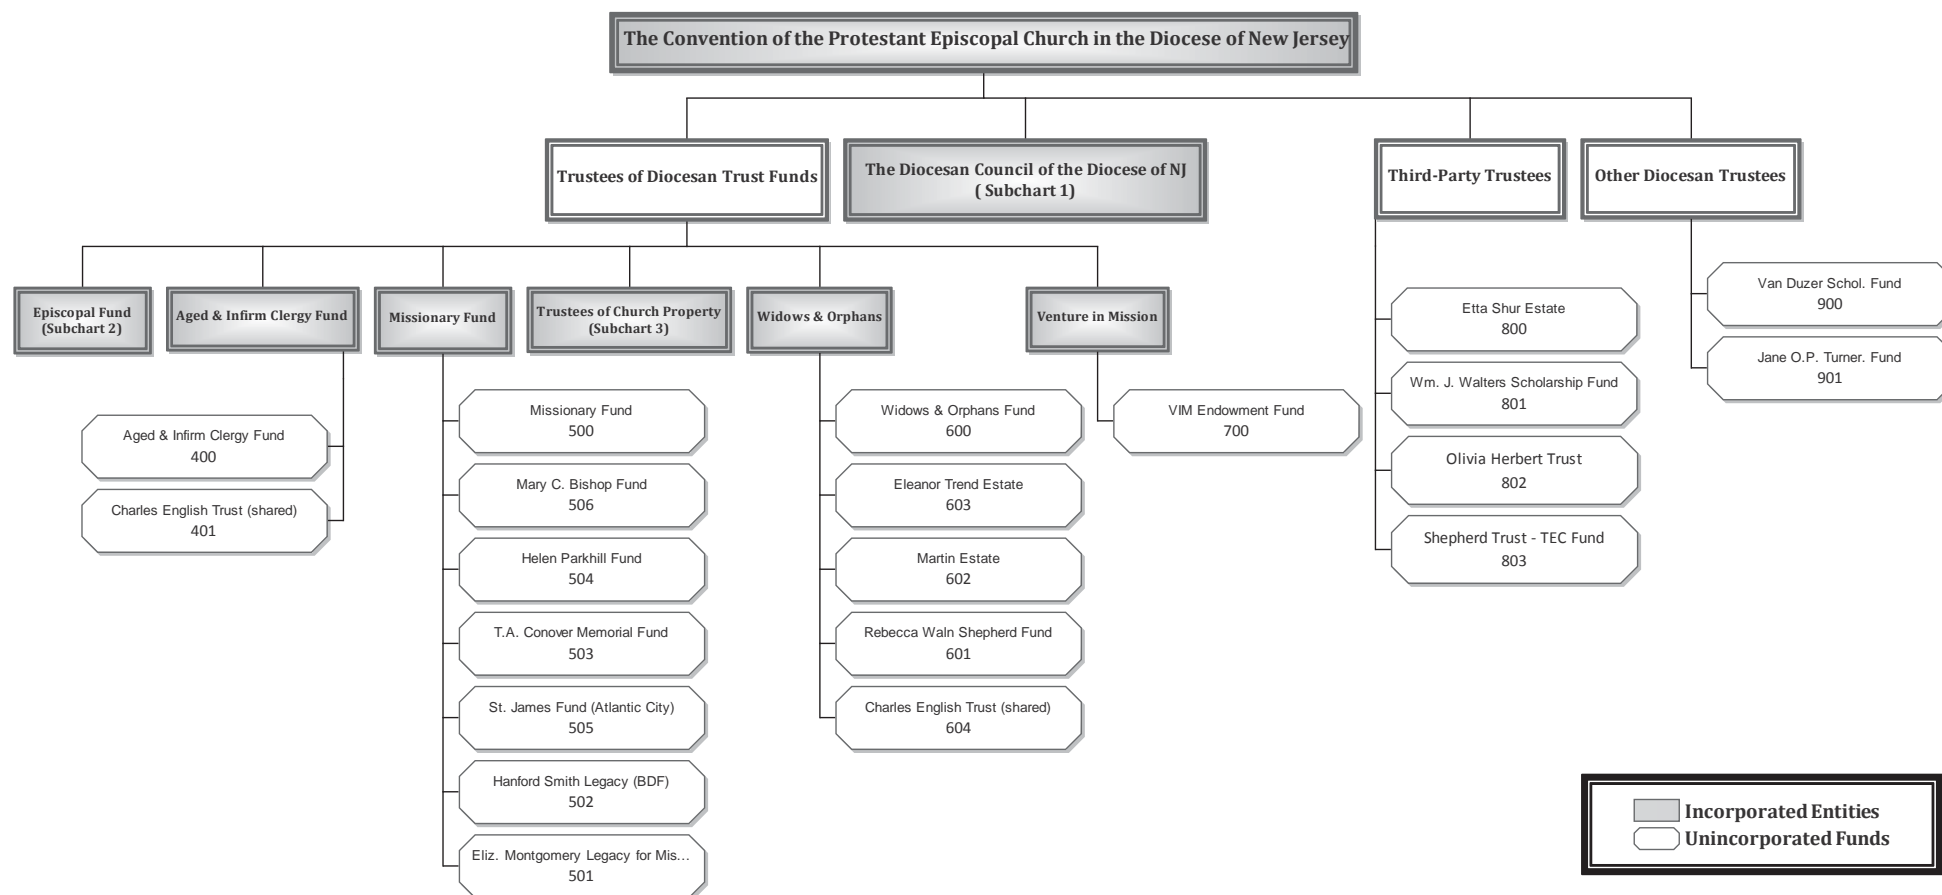 The Convention of the Protestant Episcopal Church in the Diocese of New Jersey
Trustees of Diocesan Trust Funds
The Diocesan Council of the Diocese of NJ
( Subchart 1)
Third-Party Trustees
Other Diocesan Trustees
Episcopal Fund
(Subchart 2)
Aged & Infirm Clergy Fund
Missionary Fund
Trustees of Church Property
(Subchart 3)
Widows & Orphans
Venture in Mission
Aged & Infirm Clergy Fund
400
Charles English Trust (shared)
401
Missionary Fund
500
Mary C. Bishop Fund
506
Helen Parkhill Fund
504
T.A. Conover Memorial Fund
503
St. James Fund (Atlantic City)
505
Hanford Smith Legacy (BDF)
502
Eliz. Montgomery Legacy for Mis...
501
Widows & Orphans Fund
600
Eleanor Trend Estate
603
Martin Estate
602
Rebecca Waln Shepherd Fund
601
Charles English Trust (shared)
604
VIM Endowment Fund
700
Etta Shur Estate
800
Wm. J. Walters Scholarship Fund
801
Olivia Herbert Trust
802
Shepherd Trust - TEC Fund
803
Van Duzer Schol. Fund
900
Jane O.P. Turner. Fund
901
Incorporated Entities
Unincorporated Funds